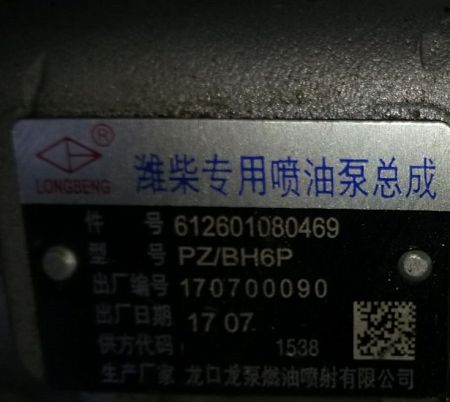 ®
LONGBENG
潍柴专用喷油泵总成
件 号 612601080469
型 号 PZ/BH6P
出厂编号 170700090
出厂日期 17 07
供方代码 1538
生产厂家 龙口龙泵燃油喷射有限公司